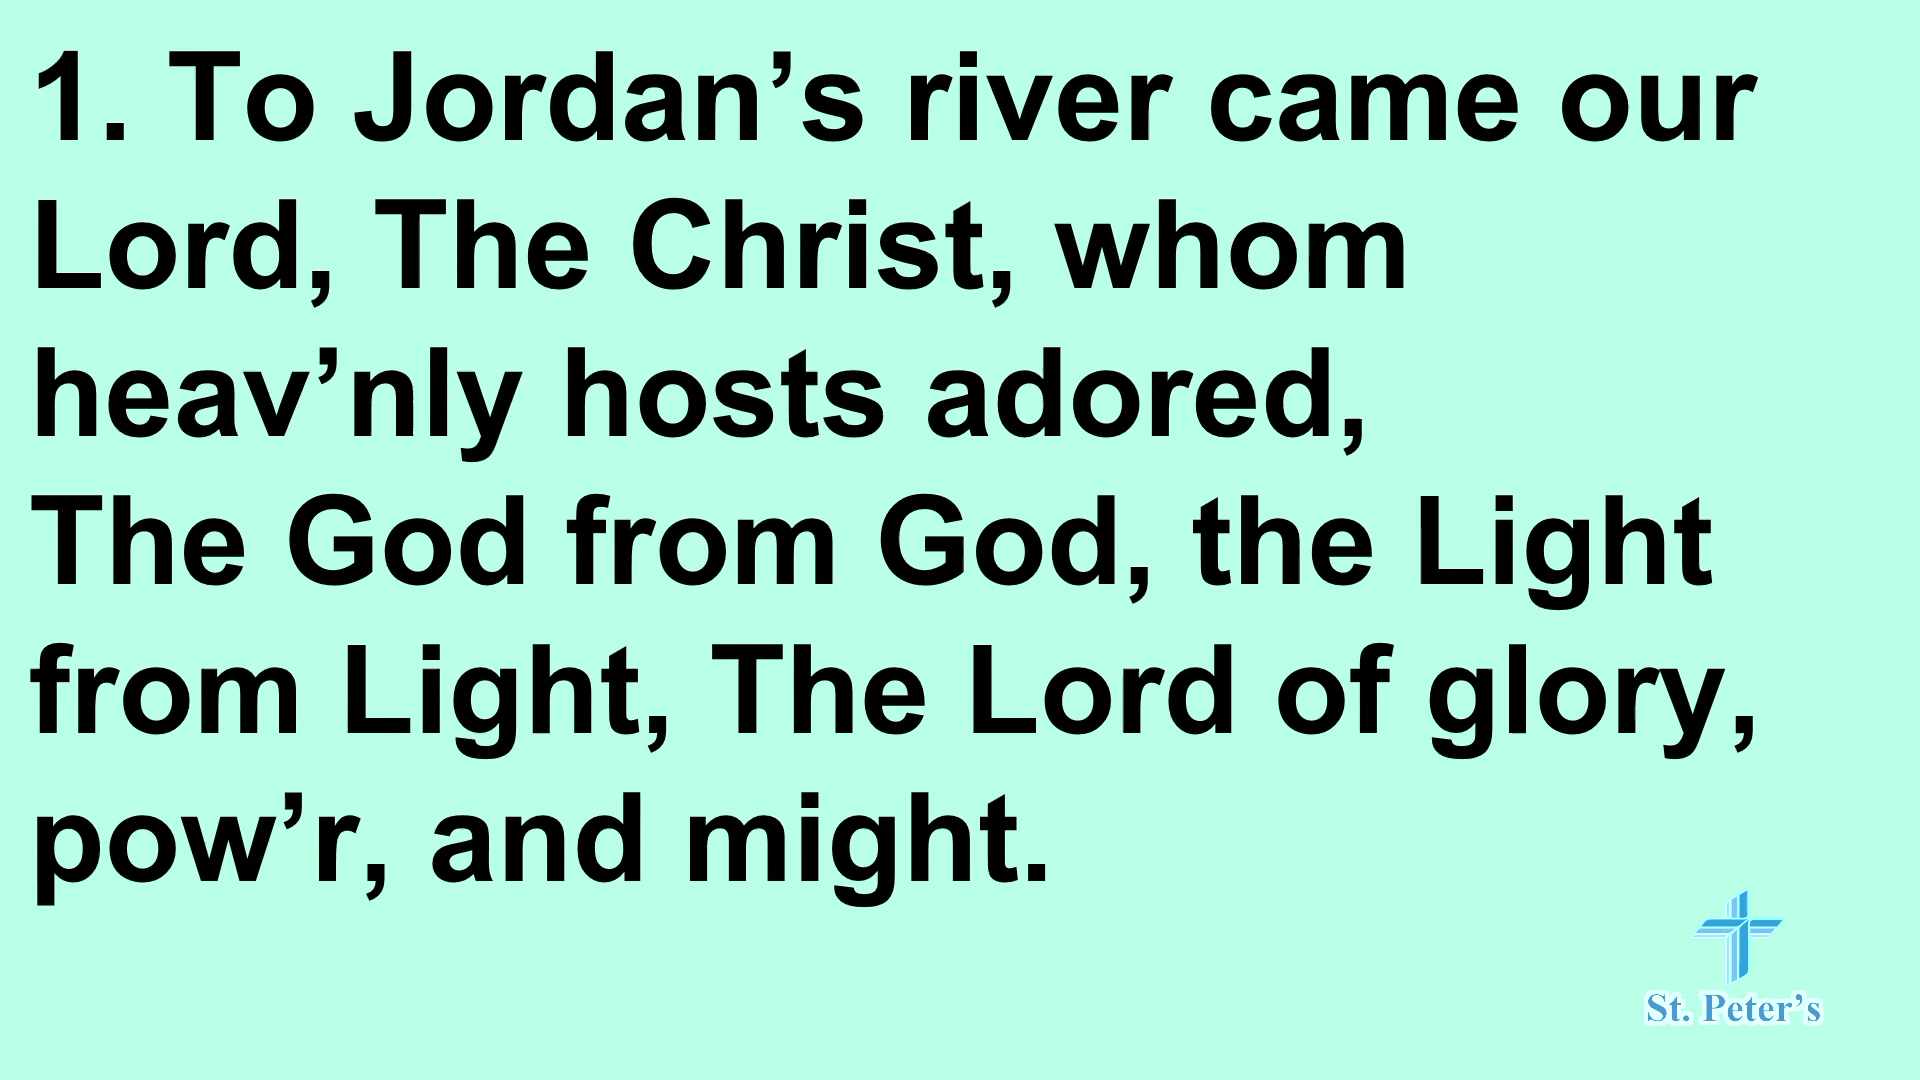 1. To Jordan’s river came our
Lord, The Christ, whom
heav’nly hosts adored,
The God from God, the Light
from Light, The Lord of glory,
pow’r, and might.
St. Peter’s